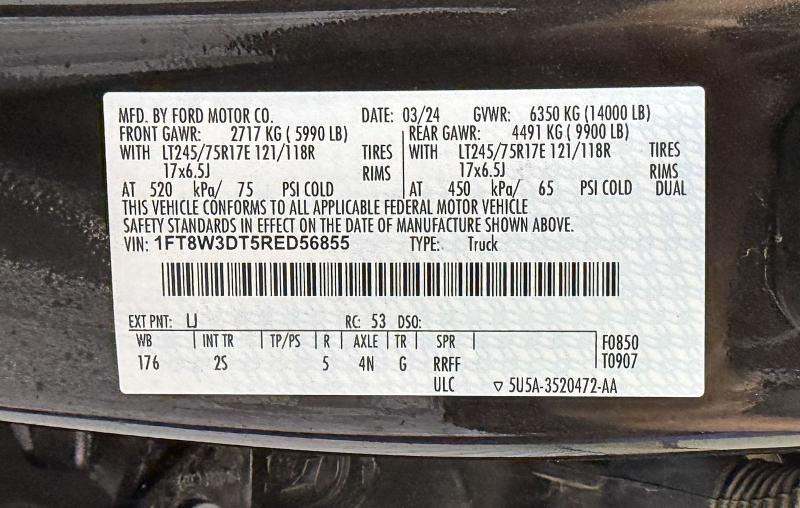 MFD. BY FORD MOTOR CO. DATE: 03/24 GVWR: 6350 KG (14000 LB)
FRONT GAWR: 2717 KG ( 5990 LB) REAR GAWR: 4491 KG ( 9900 LB)
WITH LT245/75R17E 121/118R TIRES WITH LT245/75R17E 121/118R TIRES
17x6.5J RIMS 17x6.5J RIMS
AT 520 kPa/ 75 PSI COLD AT 450 kPa/ 65 PSI COLD DUAL
THIS VEHICLE CONFORMS TO ALL APPLICABLE FEDERAL MOTOR VEHICLE
SAFETY STANDARDS IN EFFECT ON THE DATE OF MANUFACTURE SHOWN ABOVE.
VIN: 1FT8W3DT5RED56855 TYPE: Truck
EXT PNT: LJ RC: 53 DSO:
WB INT TR TP/PS R AXLE TR SPR F0850
176 2S 5 4N G RRFF T0907
ULC ▽ 5U5A-3520472-AA